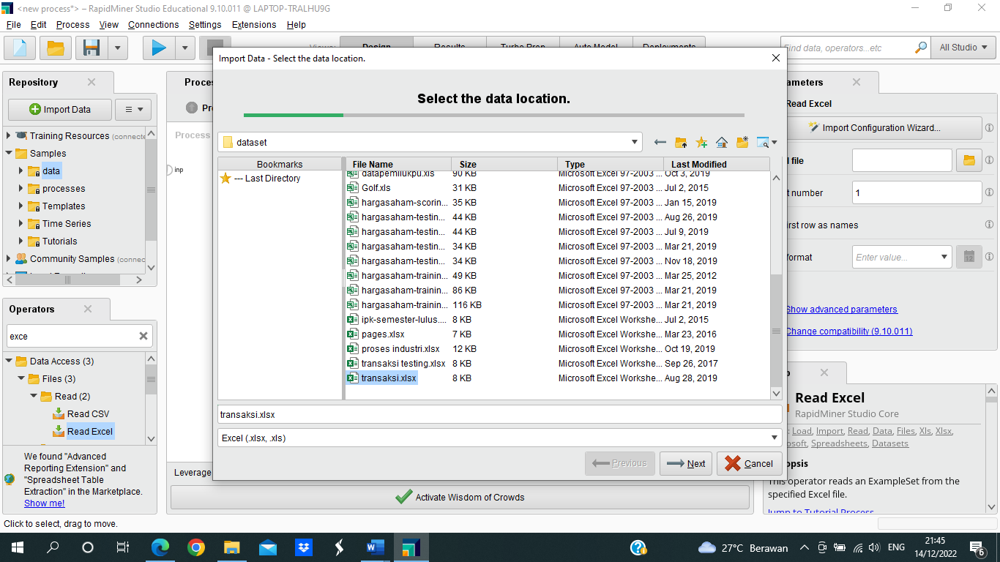 <new process*> – RapidMiner Studio Educational 9.10.011 @ LAPTOP-TRALHU9G
File Edit Process View Connections Settings Extensions Help
Views: Design Results Turbo Prep Auto Model Deployments
Find data, operators...etc
All Studio
Repository
Import Data
Training Resources (connecte
Samples
data
processes
Templates
Time Series
Tutorials
Community Samples (connec
Operators
exce
Data Access (3)
Files (3)
Read (2)
Read CSV
Read Excel
We found "Advanced
Reporting Extension" and
"Spreadsheet Table
Extraction" in the Marketplace.
Show me!
Proces
Pr
Process
inp
Leverage
Activate Wisdom of Crowds
Import Data - Select the data location.
Select the data location.
dataset
Bookmarks
--- Last Directory
File Name Size Type Last Modified
datapemilukpu.xls 90 KB Microsoft Excel 97-2003 ... Oct 3, 2019
Golf.xls 31 KB Microsoft Excel 97-2003 ... Jul 2, 2015
hargasaham-scorin... 35 KB Microsoft Excel 97-2003 ... Jan 15, 2019
hargasaham-testin... 44 KB Microsoft Excel 97-2003 ... Aug 26, 2019
hargasaham-testin... 44 KB Microsoft Excel 97-2003 ... Jul 9, 2019
hargasaham-testin... 34 KB Microsoft Excel 97-2003 ... Mar 21, 2019
hargasaham-testin... 34 KB Microsoft Excel 97-2003 ... Nov 18, 2019
hargasaham-trainin... 49 KB Microsoft Excel 97-2003 ... Mar 25, 2012
hargasaham-trainin... 86 KB Microsoft Excel 97-2003 ... Mar 21, 2019
hargasaham-trainin... 116 KB Microsoft Excel 97-2003 ... Mar 21, 2019
ipk-semester-lulus.... 8 KB Microsoft Excel Workshe... Jul 2, 2015
pages.xlsx 7 KB Microsoft Excel Workshe... Mar 23, 2016
proses industri.xlsx 12 KB Microsoft Excel Workshe... Oct 19, 2019
transaksi testing.xlsx 8 KB Microsoft Excel Workshe... Sep 26, 2017
transaksi.xlsx 8 KB Microsoft Excel Workshe... Aug 28, 2019
transaksi.xlsx
Excel (.xlsx, .xls)
Previous Next Cancel
ameters
Read Excel
Import Configuration Wizard...
l file
t number 1
irst row as names
format Enter value...
12
Show advanced parameters
Change compatibility (9.10.011)
p
Read Excel
RapidMiner Studio Core
: Load, Import, Read, Data, Files, Xls, Xlsx,
osoft, Spreadsheets, Datasets
opsis
This operator reads an ExampleSet from the
specified Excel file.
Jump to Tutorial Process
Click to select, drag to move.
27°C Berawan
ENG
21:45
14/12/2022
6